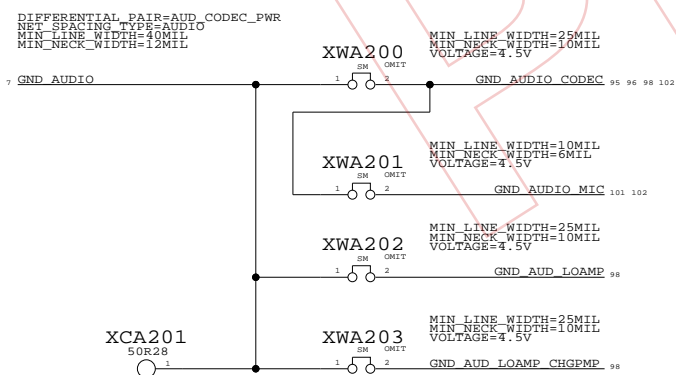 DIFFERENTIAL_PAIR=AUD_CODEC_PWR
NET_SPACING_TYPE=AUDIO
MIN_LINE_WIDTH=40MIL
MIN_NECK_WIDTH=12MIL
MIN_LINE_WIDTH=25MIL
MIN_NECK_WIDTH=10MIL
VOLTAGE=4.5V
XWA200
SM
OMIT
7 GND_AUDIO
1 2
GND_AUDIO_CODEC 95 96 98 102
MIN_LINE_WIDTH=10MIL
MIN_NECK_WIDTH=6MIL
VOLTAGE=4.5V
XWA201
SM
OMIT
1 2
GND_AUDIO_MIC 101 102
MIN_LINE_WIDTH=25MIL
MIN_NECK_WIDTH=10MIL
VOLTAGE=4.5V
XWA202
SM
OMIT
1 2
GND_AUD_LOAMP 98
MIN_LINE_WIDTH=25MIL
MIN_NECK_WIDTH=10MIL
VOLTAGE=4.5V
XCA201
50R28
1
XWA203
SM
OMIT
1 2
GND_AUD_LOAMP_CHGPMP 98